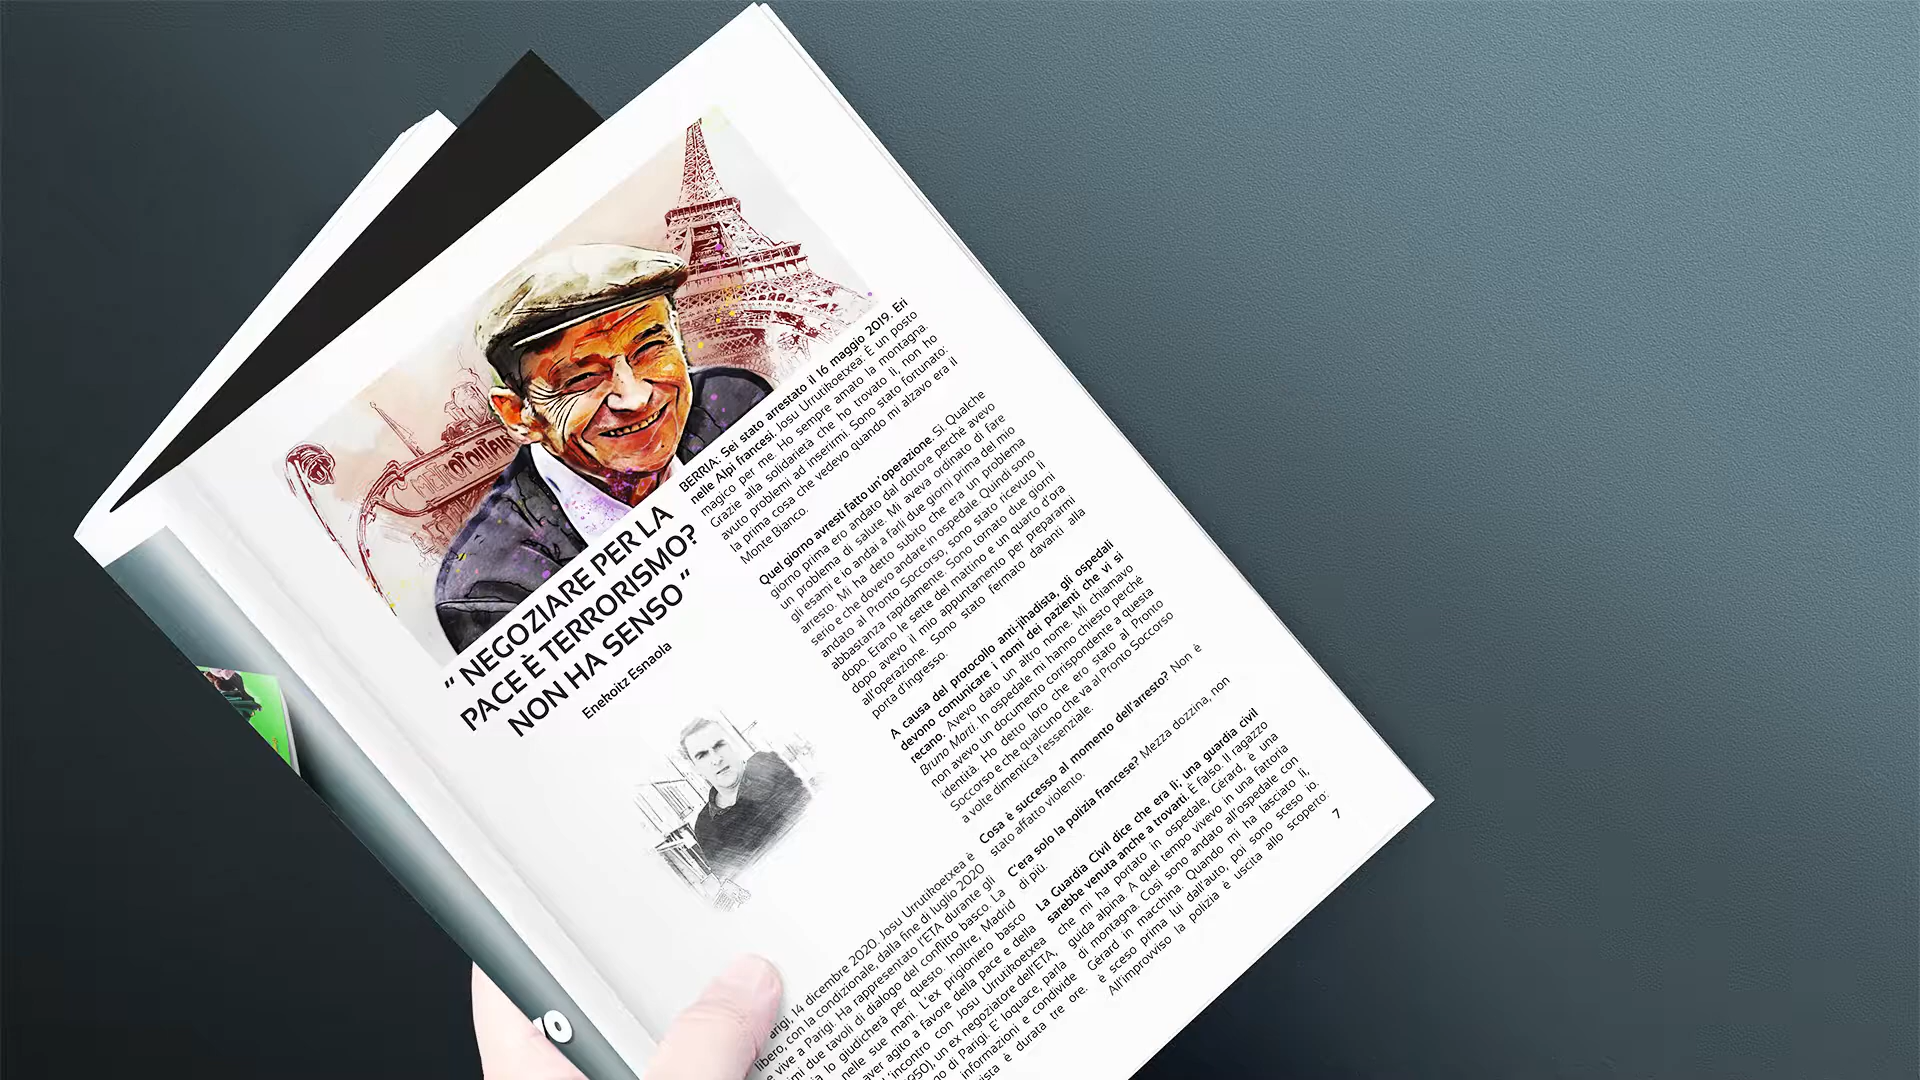 METROPOLITAIN
“ NEGOZIARE PER LA
PACE È TERRORISMO?
NON HA SENSO ”
Enekoitz Esnaola
arigi, 14 dicembre 2020. Josu Urrutikoetxea è
libero, con la condizionale, dalla fine di luglio 2020
e vive a Parigi. Ha rappresentato l'ETA durante gli
imi due tavoli di dialogo del conflitto basco. La
lo giudicherà per questo. Inoltre, Madrid
nelle sue mani. L'ex prigioniero basco
aver agito a favore della pace e della
L'incontro con Josu Urrutikoetxea
950), un ex negoziatore dell'ETA,
no di Parigi. E' loquace, parla
informazioni e condivide
ista è durata tre ore.
BERRIA: Sei stato arrestato il 16 maggio 2019. Eri
nelle Alpi francesi. Josu Urrutikoetxea: È un posto
magico per me. Ho sempre amato la montagna.
Grazie alla solidarietà che ho trovato lì, non ho
avuto problemi ad inserirmi. Sono stato fortunato:
la prima cosa che vedevo quando mi alzavo era il
Monte Bianco.
Quel giorno avresti fatto un'operazione. Sì. Qualche
giorno prima ero andato dal dottore perché avevo
un problema di salute. Mi aveva ordinato di fare
gli esami e io andai a farli due giorni prima del mio
arresto. Mi ha detto subito che era un problema
serio e che dovevo andare in ospedale. Quindi sono
andato al Pronto Soccorso, sono stato ricevuto lì
abbastanza rapidamente. Sono tornato due giorni
dopo. Erano le sette del mattino e un quarto d'ora
dopo avevo il mio appuntamento per prepararmi
all'operazione. Sono stato fermato davanti alla
porta d'ingresso.
A causa del protocollo anti-jihadista, gli ospedali
devono comunicare i nomi dei pazienti che vi si
recano. Avevo dato un altro nome. Mi chiamavo
Bruno Marti. In ospedale mi hanno chiesto perché
non avevo un documento corrispondente a questa
identità. Ho detto loro che ero stato al Pronto
Soccorso e che qualcuno che va al Pronto Soccorso
a volte dimentica l'essenziale.
Cosa è successo al momento dell'arresto? Non è
stato affatto violento.
C'era solo la polizia francese? Mezza dozzina, non
di più.
La Guardia Civil dice che era lì; una guardia civil
sarebbe venuta anche a trovarti. È falso. Il ragazzo
che mi ha portato in ospedale, Gérard, è una
guida alpina. A quel tempo vivevo in una fattoria
di montagna. Così sono andato all'ospedale con
Gérard in macchina. Quando mi ha lasciato lì,
è sceso prima lui dall'auto, poi sono sceso io.
All'improvviso la polizia è uscita allo scoperto:
7